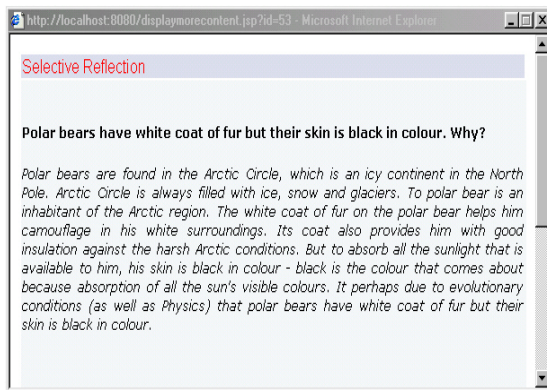 http://localhost:8080/displaymorecontent.jsp?id=53 - Microsoft Internet Explorer
Selective Reflection
Polar bears have white coat of fur but their skin is black in colour. Why?
Polar bears are found in the Arctic Circle, which is an icy continent in the North
Pole. Arctic Circle is always filled with ice, snow and glaciers. To polar bear is an
inhabitant of the Arctic region. The white coat of fur on the polar bear helps him
camouflage in his white surroundings. Its coat also provides him with good
insulation against the harsh Arctic conditions. But to absorb all the sunlight that is
available to him, his skin is black in colour - black is the colour that comes about
because absorption of all the sun's visible colours. It perhaps due to evolutionary
conditions (as well as Physics) that polar bears have white coat of fur but their
skin is black in colour.